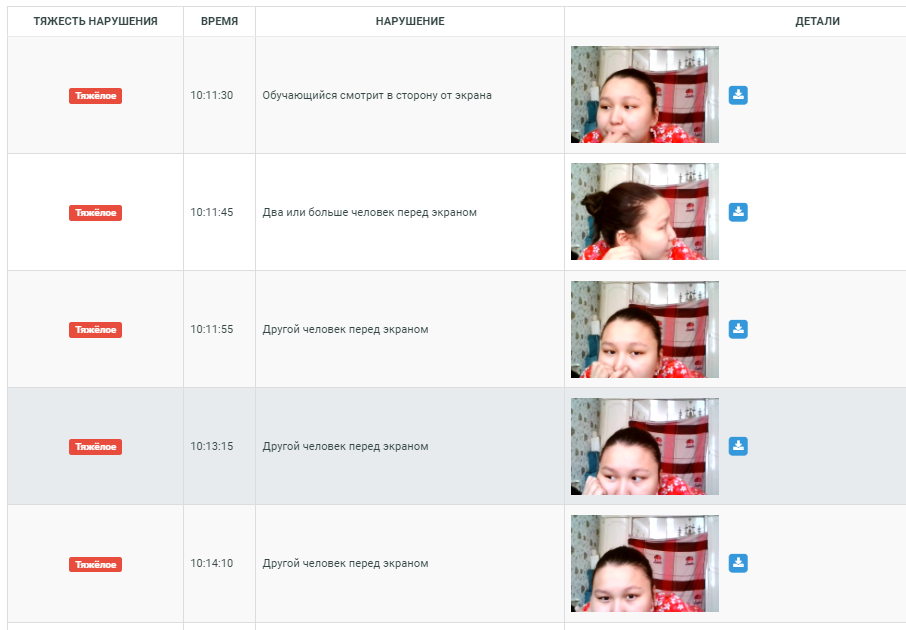 ТЯЖЕСТЬ НАРУШЕНИЯ ВРЕМЯ НАРУШЕНИЕ ДЕТАЛИ
Тяжёлое 10:11:30 Обучающийся смотрит в сторону от экрана
Тяжёлое 10:11:45 Два или больше человек перед экраном
Тяжёлое 10:11:55 Другой человек перед экраном
Тяжёлое 10:13:15 Другой человек перед экраном
Тяжёлое 10:14:10 Другой человек перед экраном